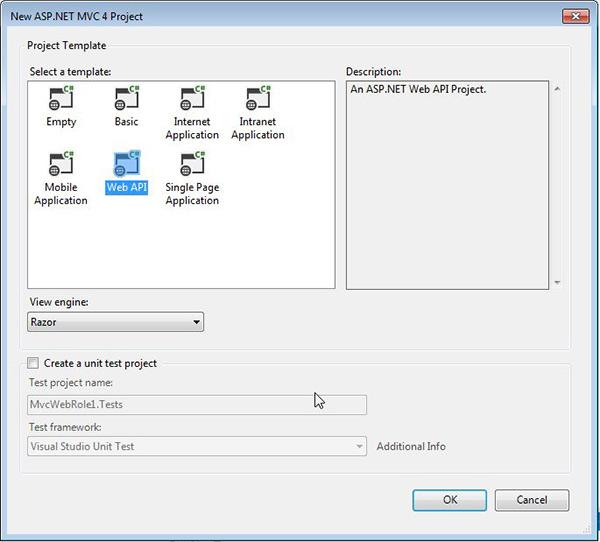 New ASP.NET MVC 4 Project
Project Template
Select a template:
Description:
C# C# C# C#
Empty Basic Internet Application Intranet Application
An ASP.NET Web API Project.
C# C# C#
Mobile Application Web API Single Page Application
View engine:
Razor
Create a unit test project
Test project name:
MvcWebRole1.Tests
Test framework:
Visual Studio Unit Test
Additional Info
OK Cancel